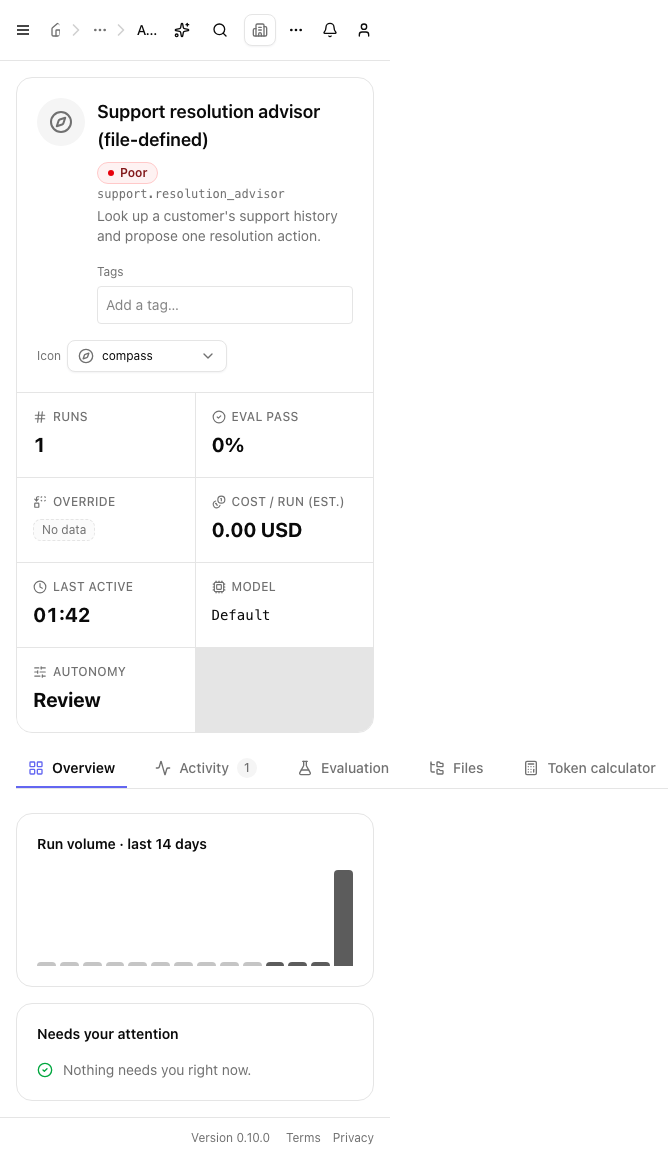 A...
Support resolution advisor
(file-defined)
Poor
support.resolution_advisor
Look up a customer's support history
and propose one resolution action.
Tags
Add a tag...
Icon
compass
RUNS
1
EVAL PASS
0%
OVERRIDE
No data
COST / RUN (EST.)
0.00 USD
LAST ACTIVE
01:42
MODEL
Default
AUTONOMY
Review
Overview
Activity 1
Evaluation
Files
Token calculator
Run volume · last 14 days
Needs your attention
Nothing needs you right now.
Version 0.10.0 Terms Privacy